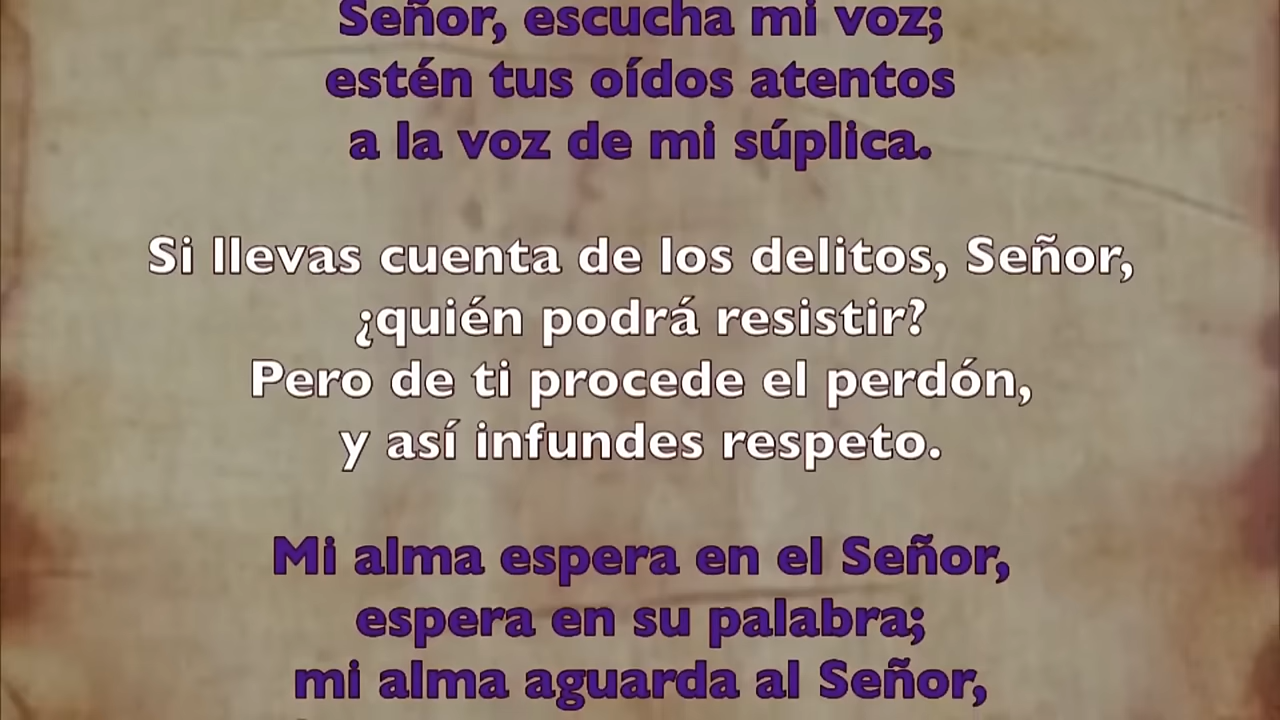 Señor, escucha mi voz;
estén tus oídos atentos
a la voz de mi súplica.
Si llevas cuenta de los delitos, Señor,
¿quién podrá resistir?
Pero de ti procede el perdón,
y así infundes respeto.
Mi alma espera en el Señor,
espera en su palabra;
mi alma aguarda al Señor,